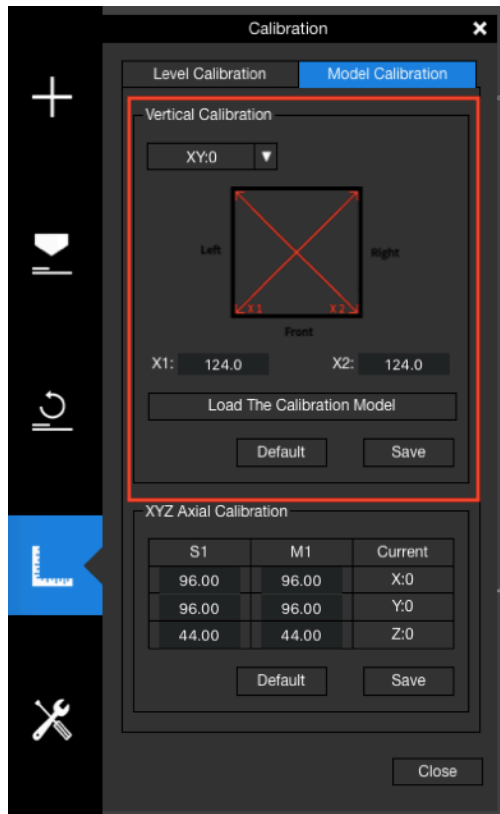 Calibration
Level Calibration Model Calibration
Vertical Calibration
XY:0
Left Right
X1 X2
Front
X1: 124.0 X2: 124.0
Load The Calibration Model
Default Save
XYZ Axial Calibration
S1 M1 Current
96.00 96.00 X:0
96.00 96.00 Y:0
44.00 44.00 Z:0
Default Save
Close